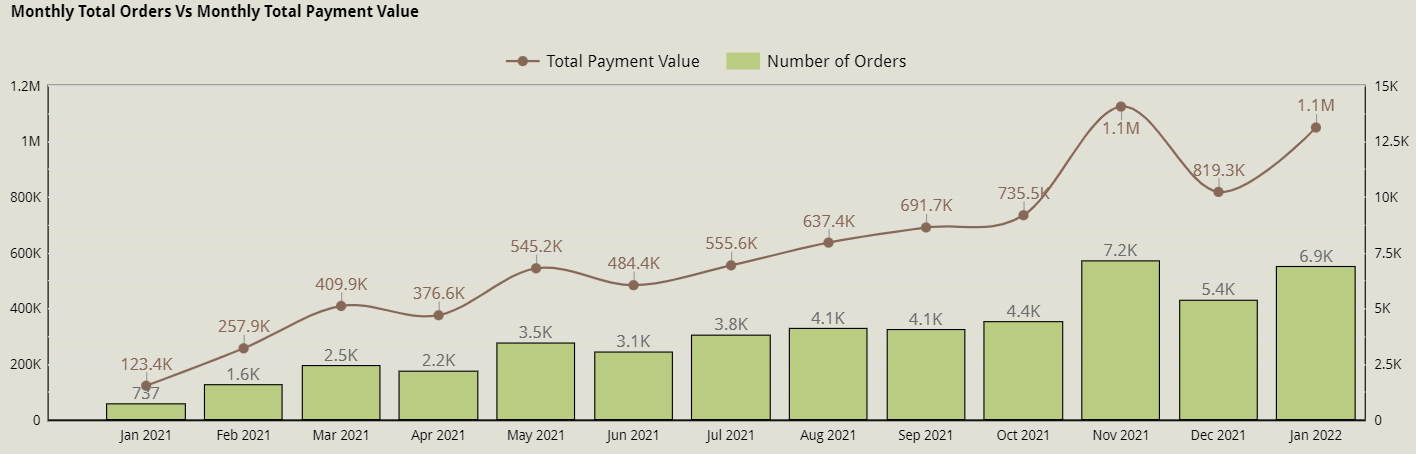 Monthly Total Orders Vs Monthly Total Payment Value
Total Payment Value Number of Orders
1.2M 15K
1M 12.5K
800K 10K
600K 7.5K
400K 5K
200K 2.5K
0 0
123.4K 257.9K 409.9K 376.6K 545.2K 484.4K 555.6K 637.4K 691.7K 735.5K 1.1M 819.3K 1.1M
737 1.6K 2.5K 2.2K 3.5K 3.1K 3.8K 4.1K 4.1K 4.4K 7.2K 5.4K 6.9K
Jan 2021 Feb 2021 Mar 2021 Apr 2021 May 2021 Jun 2021 Jul 2021 Aug 2021 Sep 2021 Oct 2021 Nov 2021 Dec 2021 Jan 2022